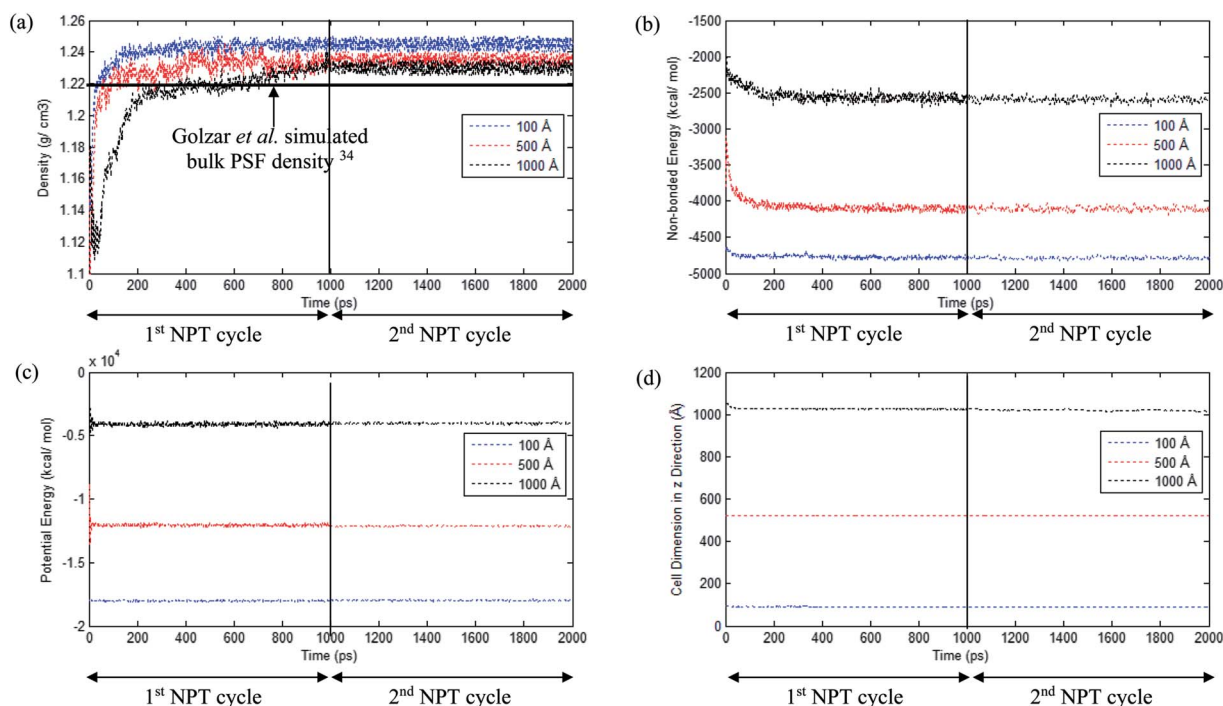 (a)
1.26
1.24
1.22
1.2
1.18
1.16
1.14
1.12
1.1
Density (g/ cm3)
Golzar et al. simulated
bulk PSF density 34
100 Å
500 Å
1000 Å
0 200 400 600 800 1000 1200 1400 1600 1800 2000
Time (ps)
1st NPT cycle 2nd NPT cycle
(b)
-1500
-2000
-2500
-3000
-3500
-4000
-4500
-5000
Non-bonded Energy (kcal/ mol)
100 Å
500 Å
1000 Å
0 200 400 600 800 1000 1200 1400 1600 1800 2000
Time (ps)
1st NPT cycle 2nd NPT cycle
(c)
x 10^4
0
-0.5
-1
-1.5
-2
Potential Energy (kcal/ mol)
100 Å
500 Å
1000 Å
0 200 400 600 800 1000 1200 1400 1600 1800 2000
Time (ps)
1st NPT cycle 2nd NPT cycle
(d)
1200
1000
800
600
400
200
0
Cell Dimension in z Direction (Å)
100 Å
500 Å
1000 Å
0 200 400 600 800 1000 1200 1400 1600 1800 2000
Time (ps)
1st NPT cycle 2nd NPT cycle